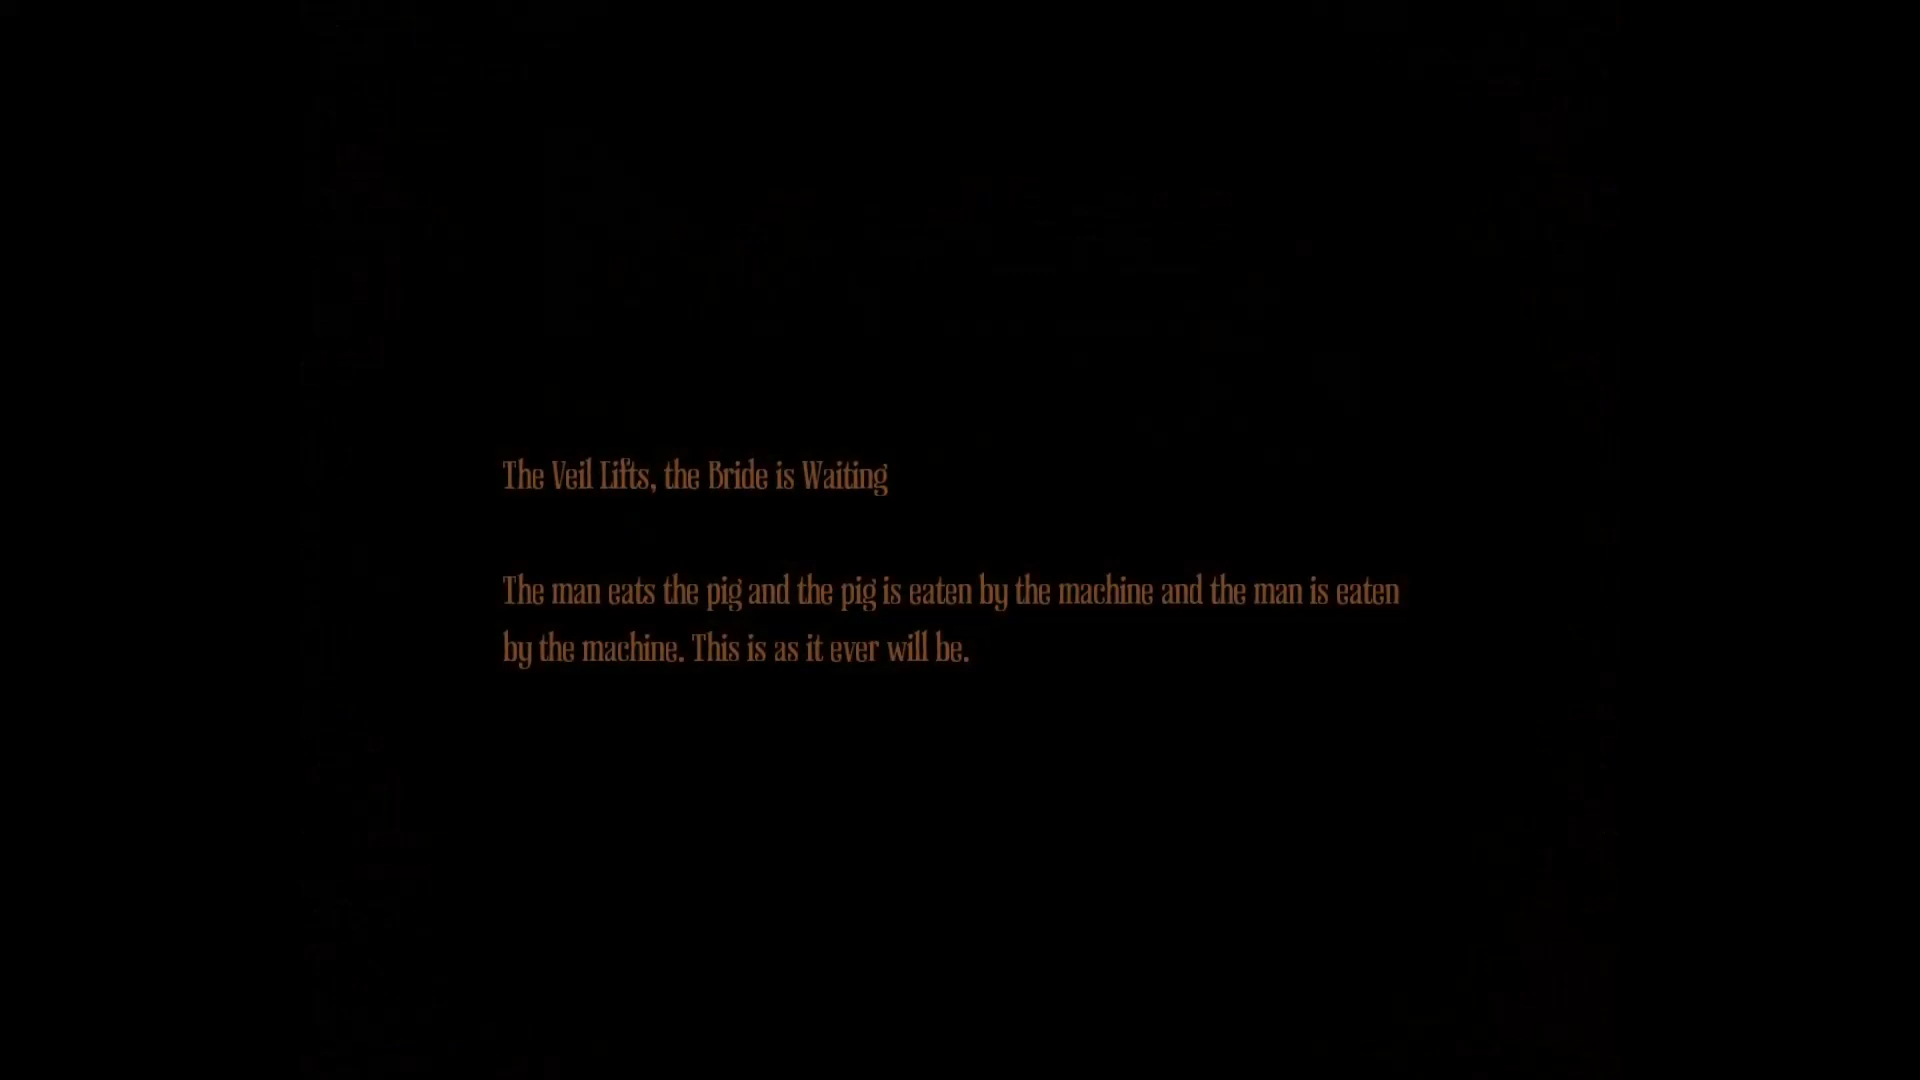 The Veil Lifts, the Bride is Waiting
The man eats the pig and the pig is eaten by the machine and the man is eaten
by the machine. This is as it ever will be.